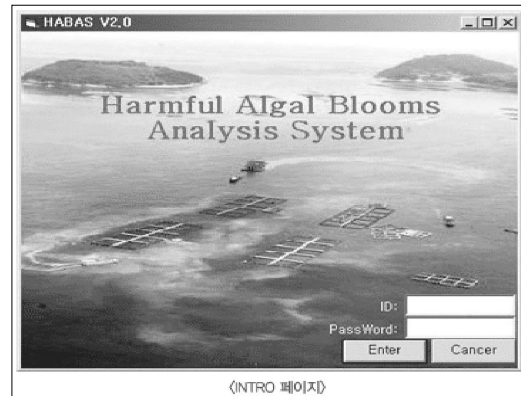 HABAS V2.0
Harmful Algal Blooms
Analysis System
ID:
PassWord:
Enter Cancer
〈INTRO 페이지〉